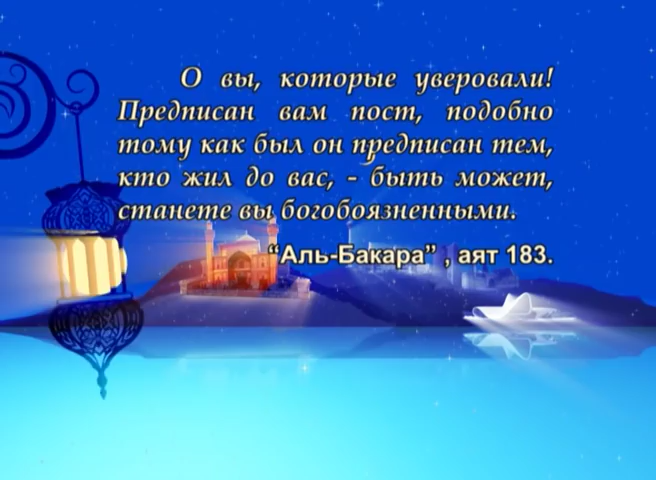 О вы, которые уверовали!
Предписан вам пост, подобно
тому как был он предписан тем,
кто жил до вас, - быть может,
станете вы богобоязненными.
“Аль-Бакара” , аят 183.